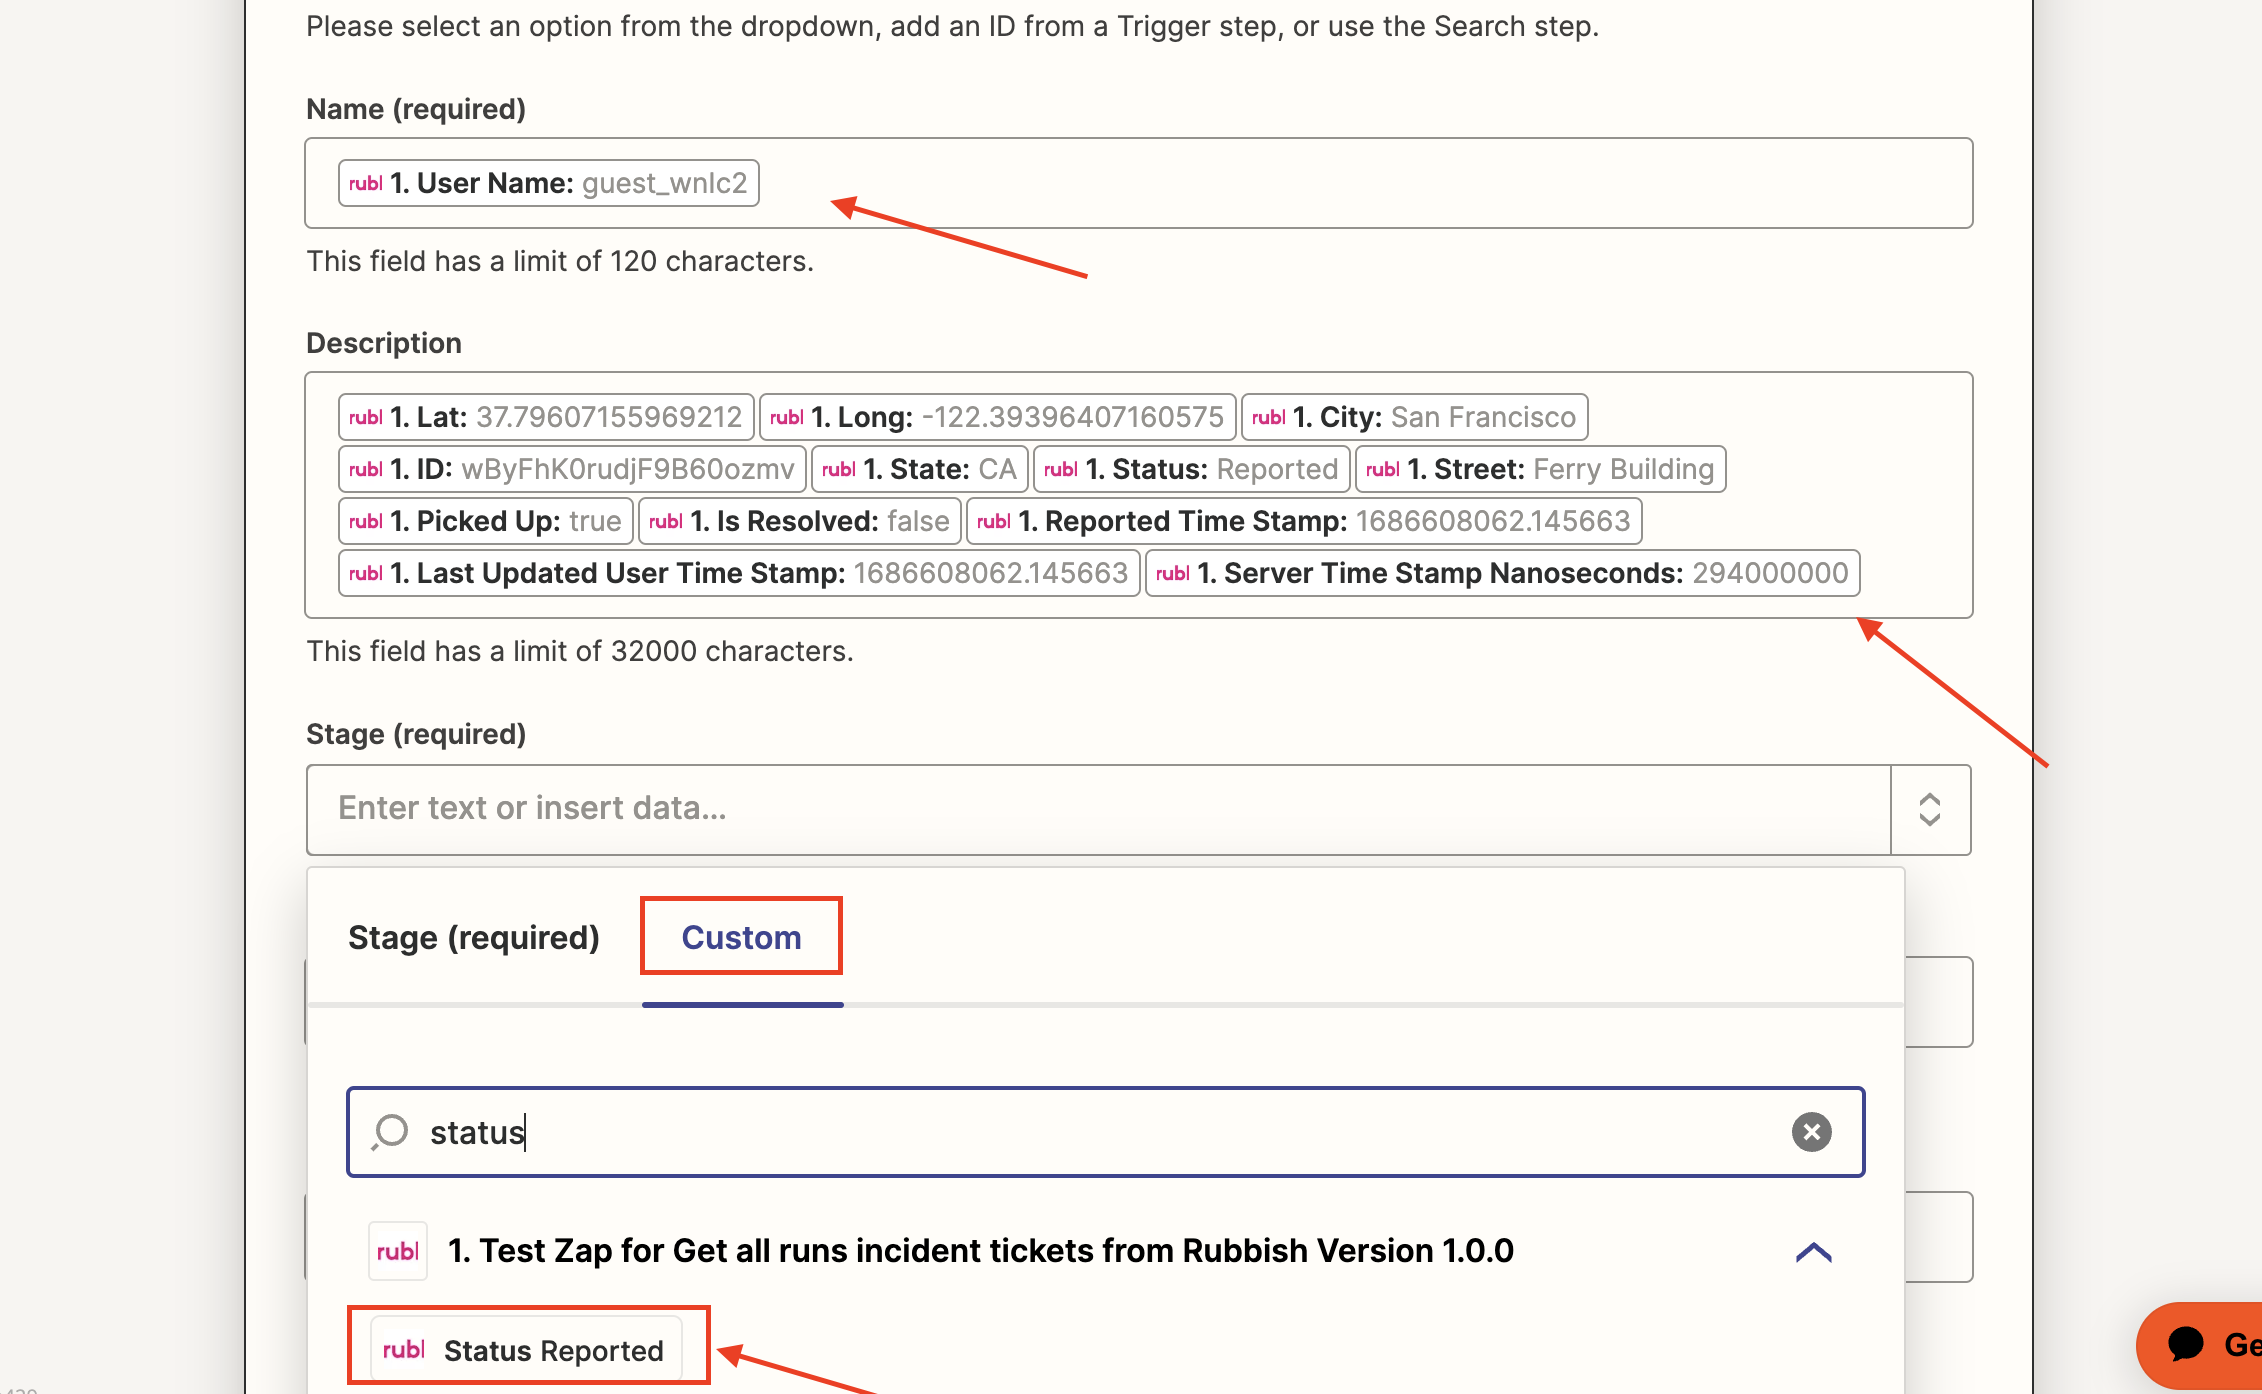 Please select an option from the dropdown, add an ID from a Trigger step, or use the Search step.
Name (required)
rubl 1. User Name: guest_wnlc2
This field has a limit of 120 characters.
Description
rubl 1. Lat: 37.79607155969212 rubl 1. Long: -122.39396407160575 rubl 1. City: San Francisco
rubl 1. ID: wByFhK0rudjF9B60ozmv rubl 1. State: CA rubl 1. Status: Reported rubl 1. Street: Ferry Building
rubl 1. Picked Up: true rubl 1. Is Resolved: false rubl 1. Reported Time Stamp: 1686608062.145663
rubl 1. Last Updated User Time Stamp: 1686608062.145663 rubl 1. Server Time Stamp Nanoseconds: 294000000
This field has a limit of 32000 characters.
Stage (required)
Enter text or insert data...
Stage (required) Custom
status
rubl 1. Test Zap for Get all runs incident tickets from Rubbish Version 1.0.0
rubl Status Reported
Ge